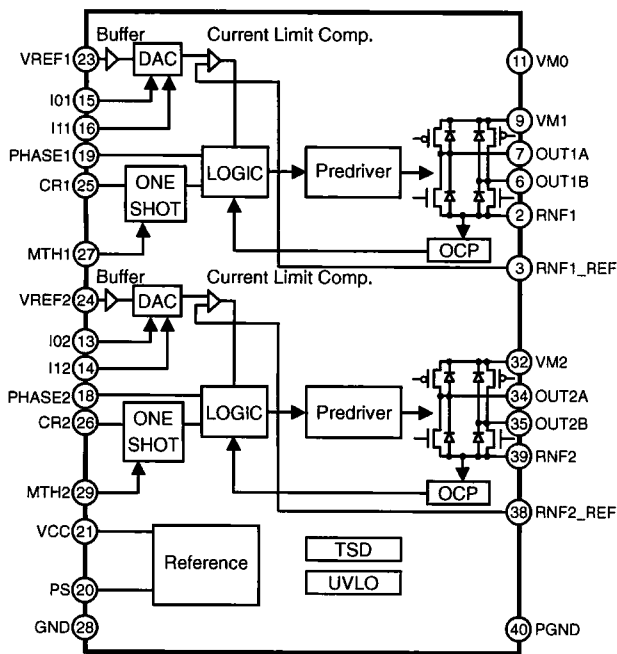 Buffer
Current Limit Comp.
VREF1 23
DAC
11 VM0
I01 15
I11 16
9 VM1
PHASE1 19
LOGIC
Predriver
7 OUT1A
CR1 25
ONE
SHOT
6 OUT1B
2 RNF1
MTH1 27
OCP
3 RNF1_REF
Buffer
Current Limit Comp.
VREF2 24
DAC
I02 13
I12 14
32 VM2
PHASE2 18
LOGIC
Predriver
34 OUT2A
CR2 26
ONE
SHOT
35 OUT2B
39 RNF2
MTH2 29
OCP
38 RNF2_REF
VCC 21
Reference
TSD
PS 20
UVLO
GND 28
40 PGND